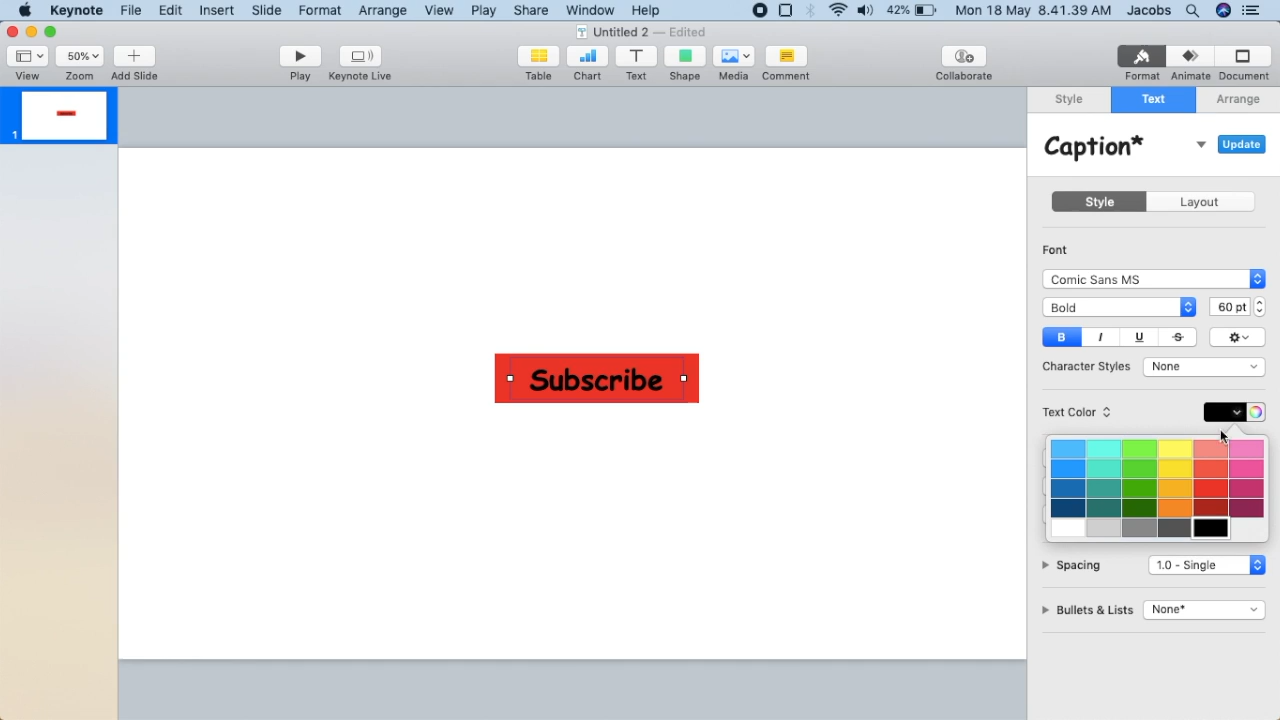 Keynote File Edit Insert Slide Format Arrange View Play Share Window Help 42% Mon 18 May 8.41.39 AM Jacobs
Untitled 2 — Edited
50%
View Zoom Add Slide Play Keynote Live Table Chart Text Shape Media Comment Collaborate Format Animate Document
Style Text Arrange
1
Caption* Update
Style Layout
Font
Comic Sans MS
Bold 60 pt
B I U S
Character Styles None
Subscribe
Text Color
Spacing 1.0 - Single
Bullets & Lists None*